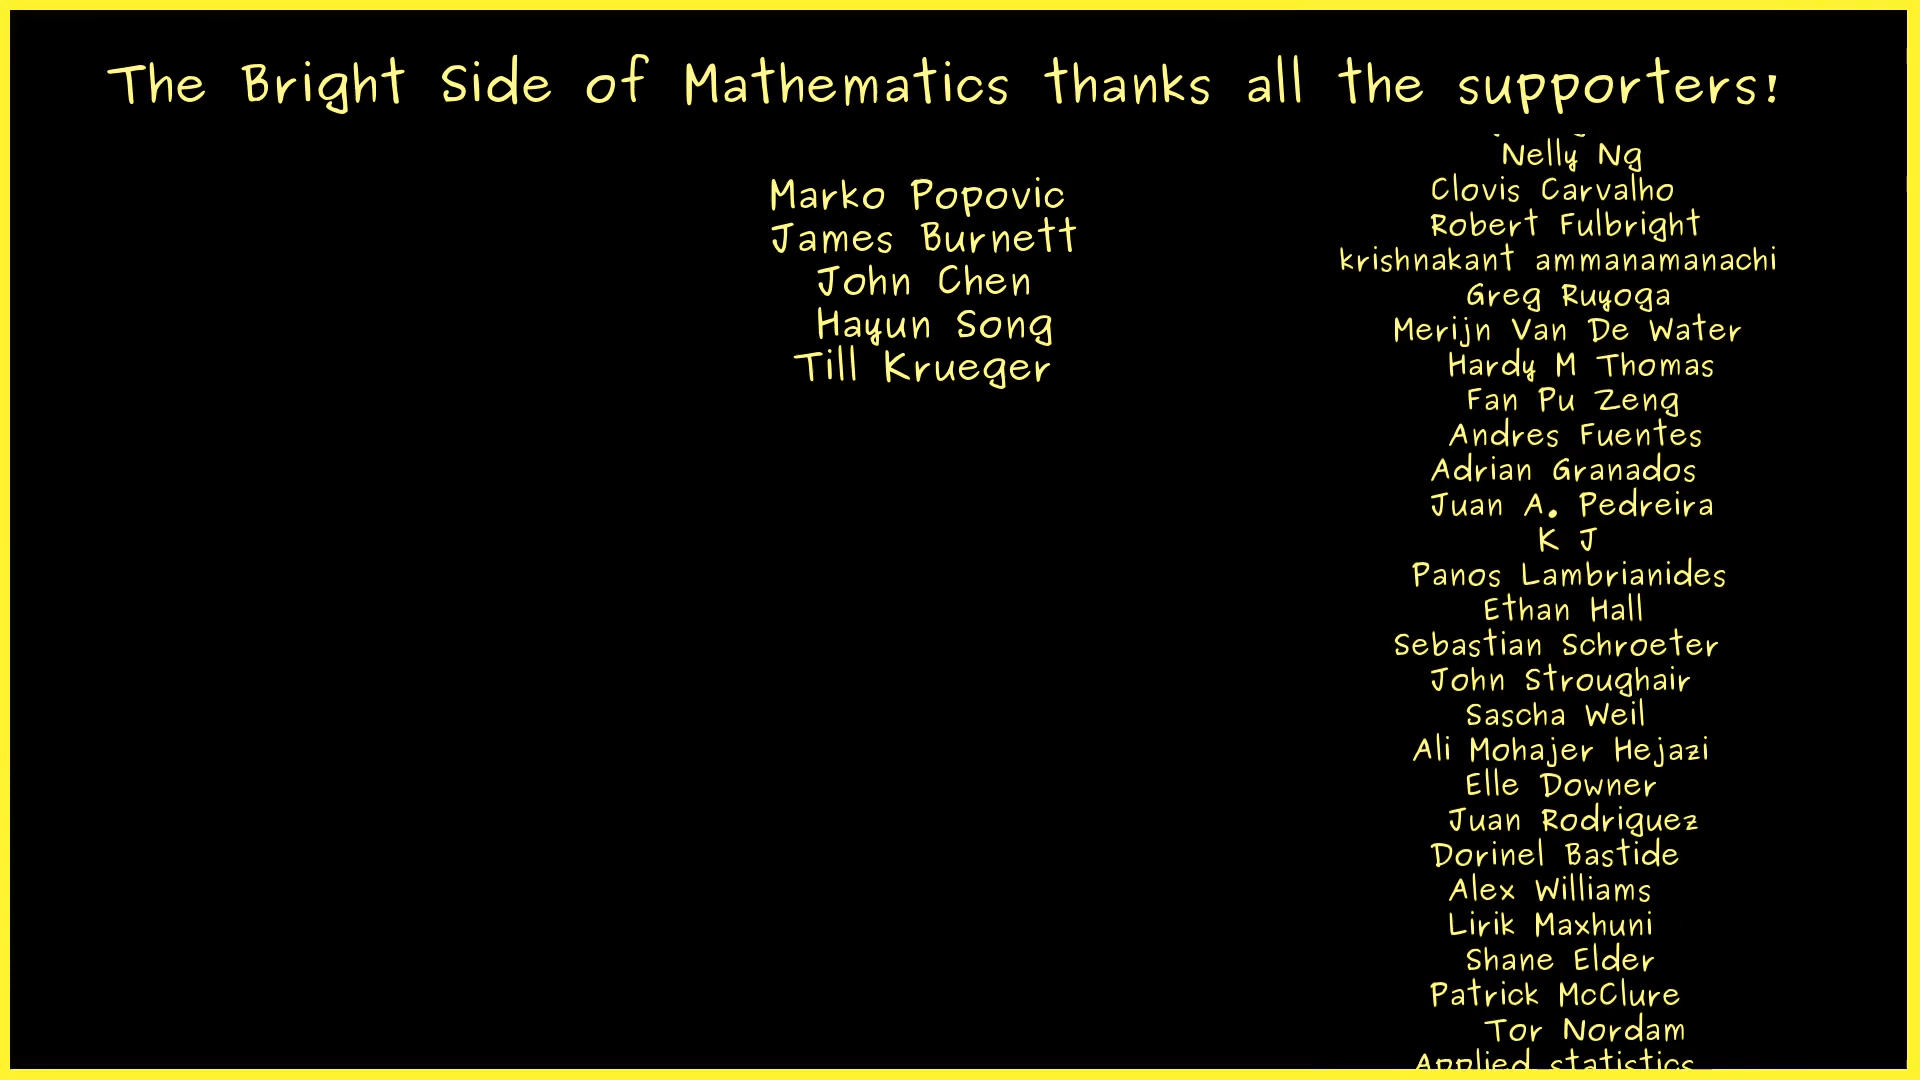 The Bright Side of Mathematics thanks all the supporters!
Marko Popovic
James Burnett
John Chen
Hayun Song
Till Krueger
Nelly Ng
Clovis Carvalho
Robert Fulbright
krishnakant ammanamanachi
Greg Ruyoga
Merijn Van De Water
Hardy M Thomas
Fan Pu Zeng
Andres Fuentes
Adrian Granados
Juan A. Pedreira
K J
Panos Lambrianides
Ethan Hall
Sebastian Schroeter
John Stroughair
Sascha Weil
Ali Mohajer Hejazi
Elle Downer
Juan Rodriguez
Dorinel Bastide
Alex Williams
Lirik Maxhuni
Shane Elder
Patrick McClure
Tor Nordam
Applied statistics